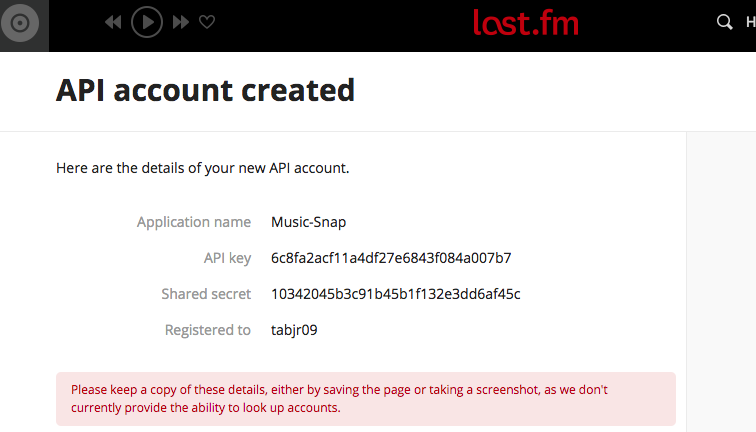 last.fm
H
API account created
Here are the details of your new API account.
Application name Music-Snap
API key 6c8fa2acf11a4df27e6843f084a007b7
Shared secret 10342045b3c91b45b1f132e3dd6af45c
Registered to tabjr09
Please keep a copy of these details, either by saving the page or taking a screenshot, as we don't
currently provide the ability to look up accounts.